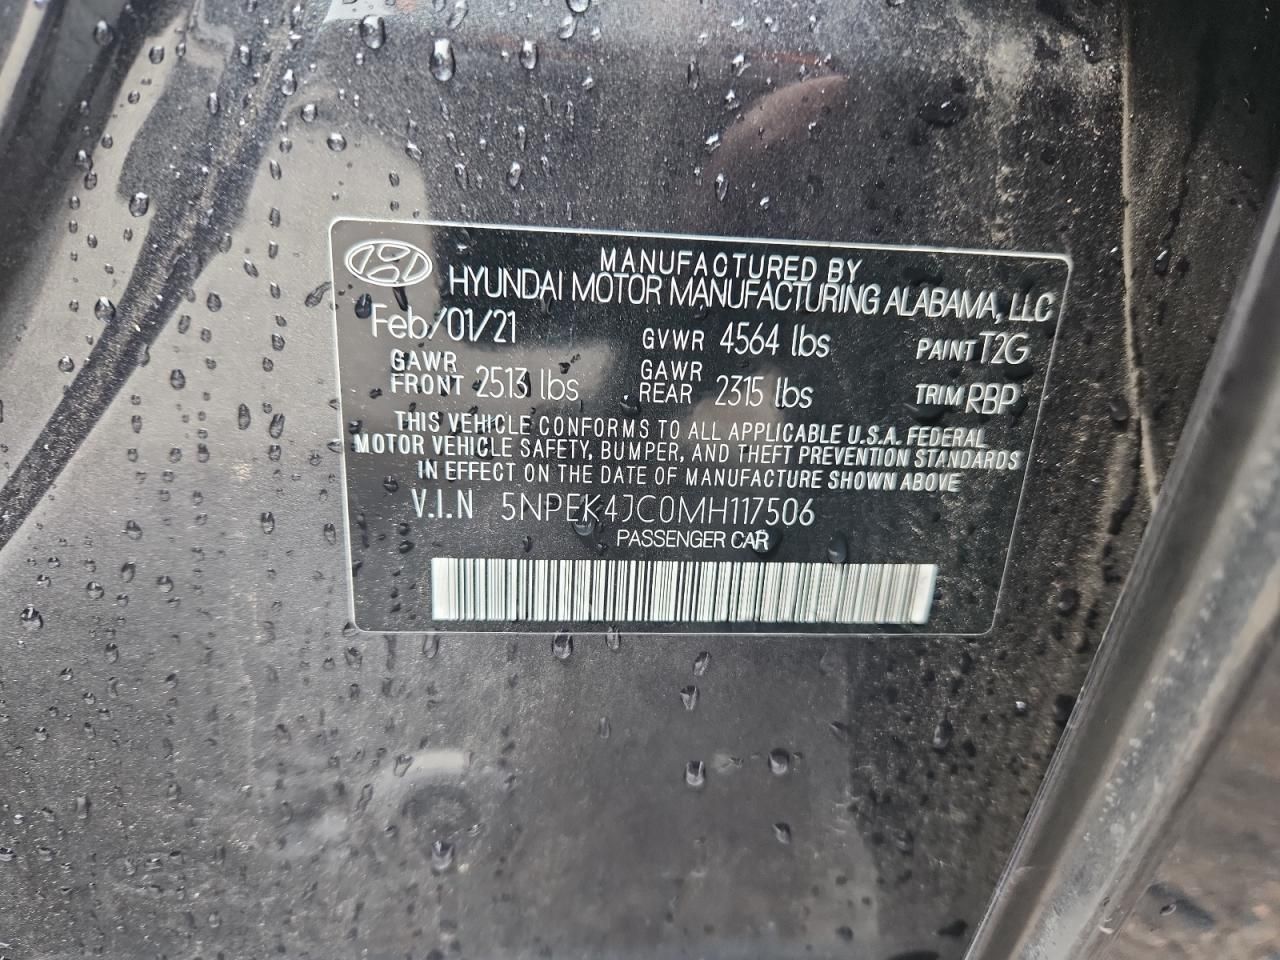 MANUFACTURED BY
HYUNDAI MOTOR MANUFACTURING ALABAMA, LLC
Feb/01/21 GVWR 4564 lbs PAINT T2G
GAWR FRONT 2513 lbs GAWR REAR 2315 lbs TRIM RBP
THIS VEHICLE CONFORMS TO ALL APPLICABLE U.S.A. FEDERAL
MOTOR VEHICLE SAFETY, BUMPER, AND THEFT PREVENTION STANDARDS
IN EFFECT ON THE DATE OF MANUFACTURE SHOWN ABOVE
V.I.N 5NPEK4JC0MH117506
PASSENGER CAR